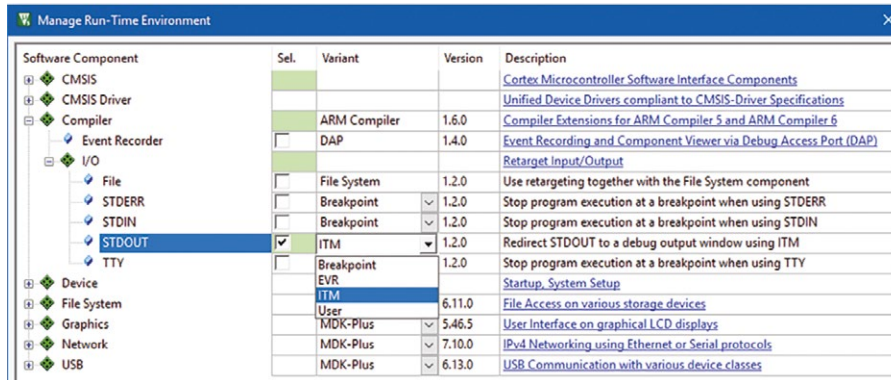 Manage Run-Time Environment
Software Component Sel. Variant Version Description
CMSIS Cortex Microcontroller Software Interface Components
CMSIS Driver Unified Device Drivers compliant to CMSIS-Driver Specifications
Compiler ARM Compiler 1.6.0 Compiler Extensions for ARM Compiler 5 and ARM Compiler 6
Event Recorder DAP 1.4.0 Event Recording and Component Viewer via Debug Access Port (DAP)
I/O Retarget Input/Output
File File System 1.2.0 Use retargeting together with the File System component
STDERR Breakpoint 1.2.0 Stop program execution at a breakpoint when using STDERR
STDIN Breakpoint 1.2.0 Stop program execution at a breakpoint when using STDIN
STDOUT ITM 1.2.0 Redirect STDOUT to a debug output window using ITM
TTY Breakpoint 1.2.0 Stop program execution at a breakpoint when using TTY
Device EVR Startup, System Setup
File System ITM 6.11.0 File Access on various storage devices
User
Graphics MDK-Plus 5.46.5 User Interface on graphical LCD displays
Network MDK-Plus 7.10.0 IPv4 Networking using Ethernet or Serial protocols
USB MDK-Plus 6.13.0 USB Communication with various device classes